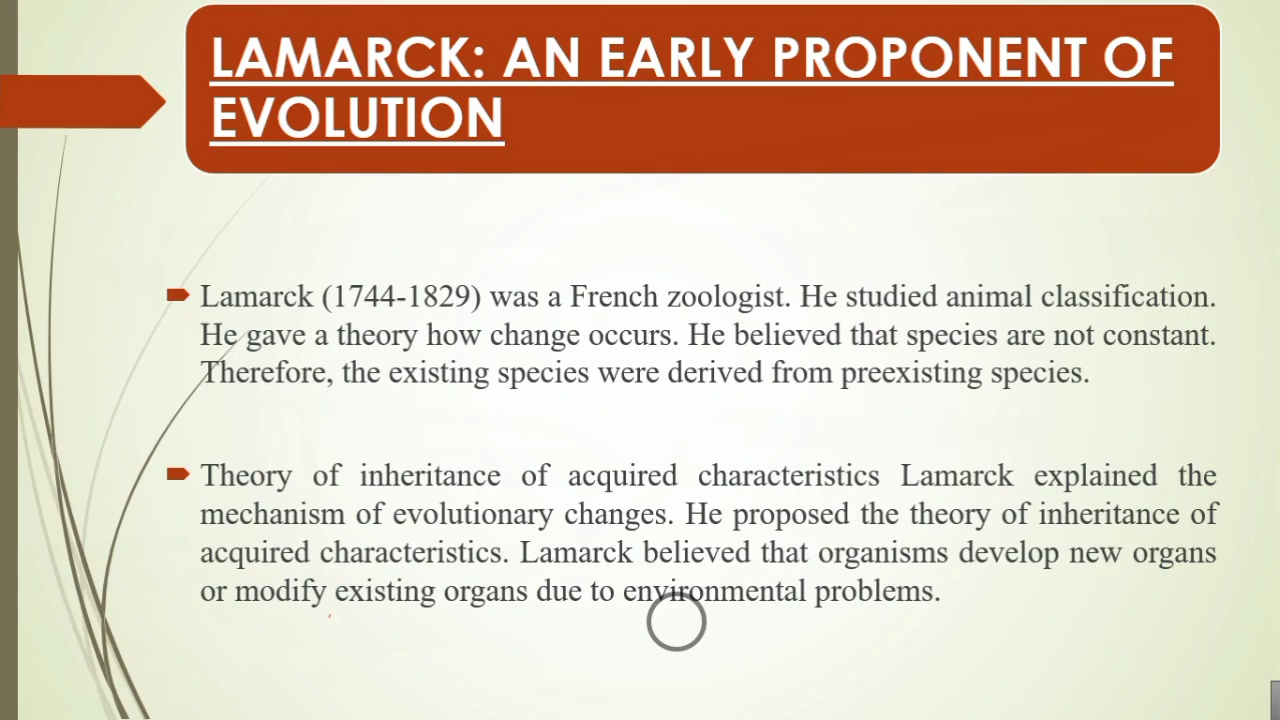 LAMARCK: AN EARLY PROPONENT OF
EVOLUTION
Lamarck (1744-1829) was a French zoologist. He studied animal classification.
He gave a theory how change occurs. He believed that species are not constant.
Therefore, the existing species were derived from preexisting species.
Theory of inheritance of acquired characteristics Lamarck explained the
mechanism of evolutionary changes. He proposed the theory of inheritance of
acquired characteristics. Lamarck believed that organisms develop new organs
or modify existing organs due to environmental problems.